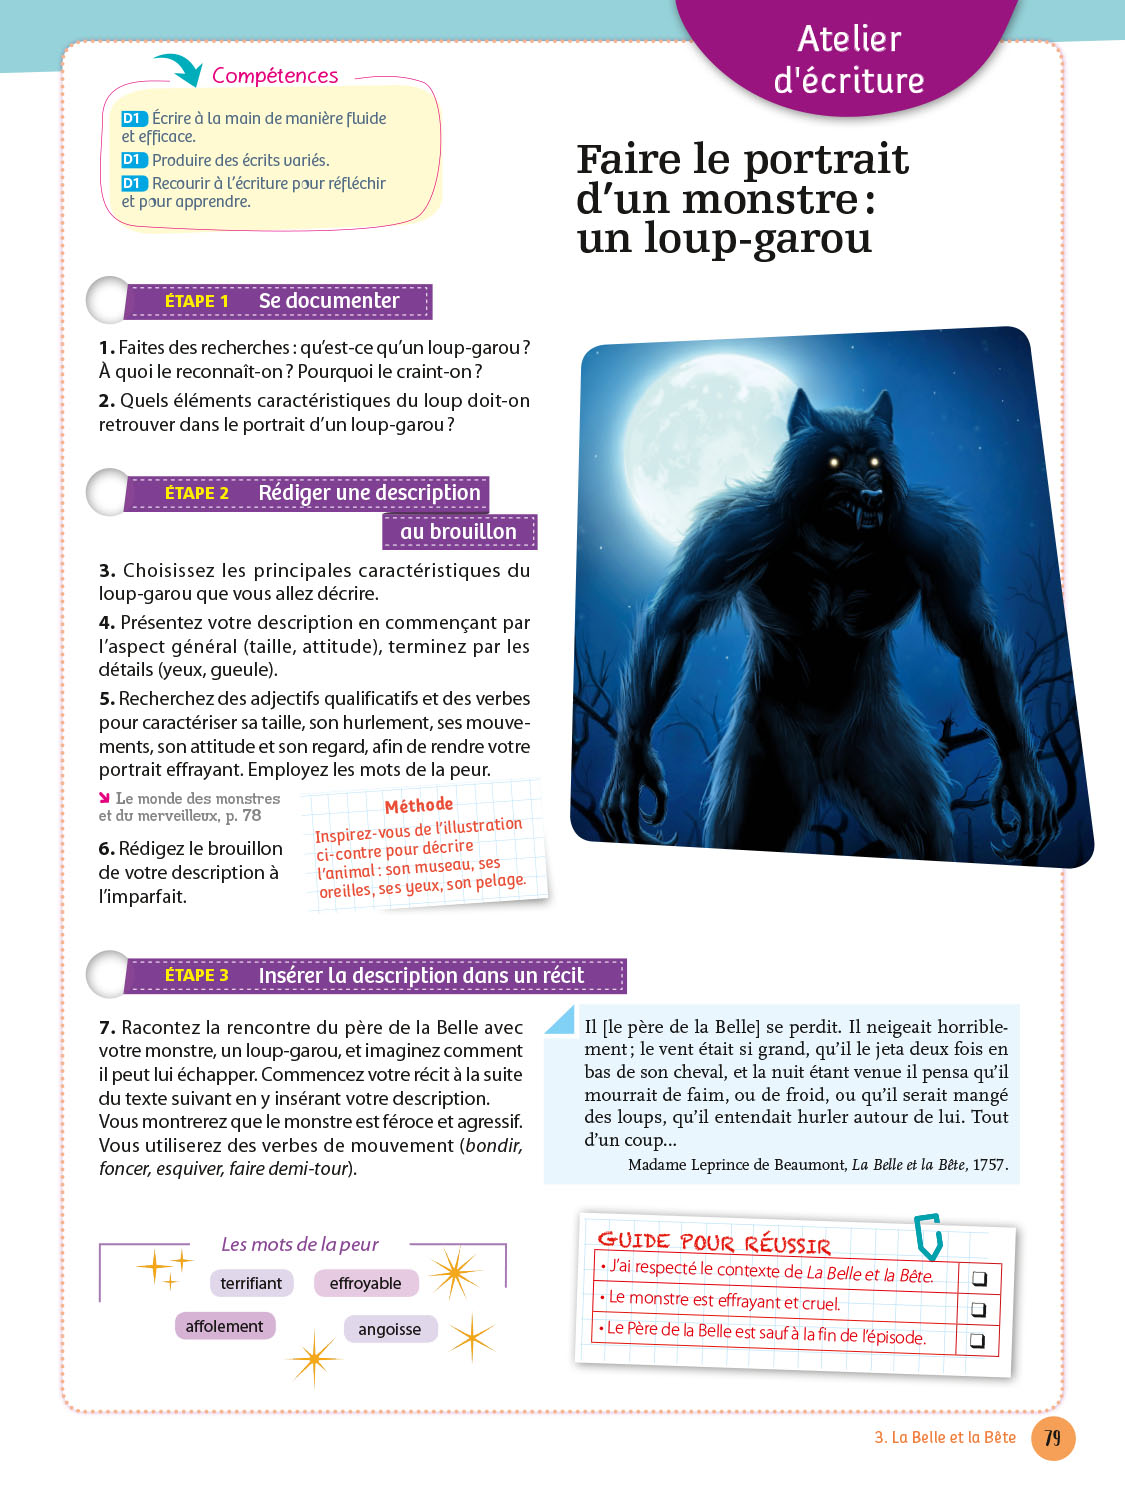 Atelier
d'écriture
Compétences
D1 Écrire à la main de manière fluide
et efficace.
D1 Produire des écrits variés.
D1 Recourir à l'écriture pour réfléchir
et pour apprendre.
Faire le portrait
d'un monstre :
un loup-garou
ÉTAPE 1 Se documenter
1. Faites des recherches : qu'est-ce qu'un loup-garou ?
À quoi le reconnaît-on ? Pourquoi le craint-on ?
2. Quels éléments caractéristiques du loup doit-on
retrouver dans le portrait d'un loup-garou ?
ÉTAPE 2 Rédiger une description
au brouillon
3. Choisissez les principales caractéristiques du
loup-garou que vous allez décrire.
4. Présentez votre description en commençant par
l'aspect général (taille, attitude), terminez par les
détails (yeux, gueule).
5. Recherchez des adjectifs qualificatifs et des verbes
pour caractériser sa taille, son hurlement, ses mouve-
ments, son attitude et son regard, afin de rendre votre
portrait effrayant. Employez les mots de la peur.
Le monde des monstres
et du merveilleux, p. 78
6. Rédigez le brouillon
de votre description à
l'imparfait.
Méthode
Inspirez-vous de l'illustration
ci-contre pour décrire
l'animal : son museau, ses
oreilles, ses yeux, son pelage.
ÉTAPE 3 Insérer la description dans un récit
7. Racontez la rencontre du père de la Belle avec
votre monstre, un loup-garou, et imaginez comment
il peut lui échapper. Commencez votre récit à la suite
du texte suivant en y insérant votre description.
Vous montrerez que le monstre est féroce et agressif.
Vous utiliserez des verbes de mouvement (bondir,
foncer, esquiver, faire demi-tour).
Il [le père de la Belle] se perdit. Il neigeait horrible-
ment ; le vent était si grand, qu'il le jeta deux fois en
bas de son cheval, et la nuit étant venue il pensa qu'il
mourrait de faim, ou de froid, ou qu'il serait mangé
des loups, qu'il entendait hurler autour de lui. Tout
d'un coup...
Madame Leprince de Beaumont, La Belle et la Bête, 1757.
Les mots de la peur
terrifiant effroyable
affolement angoisse
GUIDE POUR RÉUSSIR
• J'ai respecté le contexte de La Belle et la Bête. ❏
• Le monstre est effrayant et cruel. ❏
• Le Père de la Belle est sauf à la fin de l'épisode. ❏
3. La Belle et la Bête 79